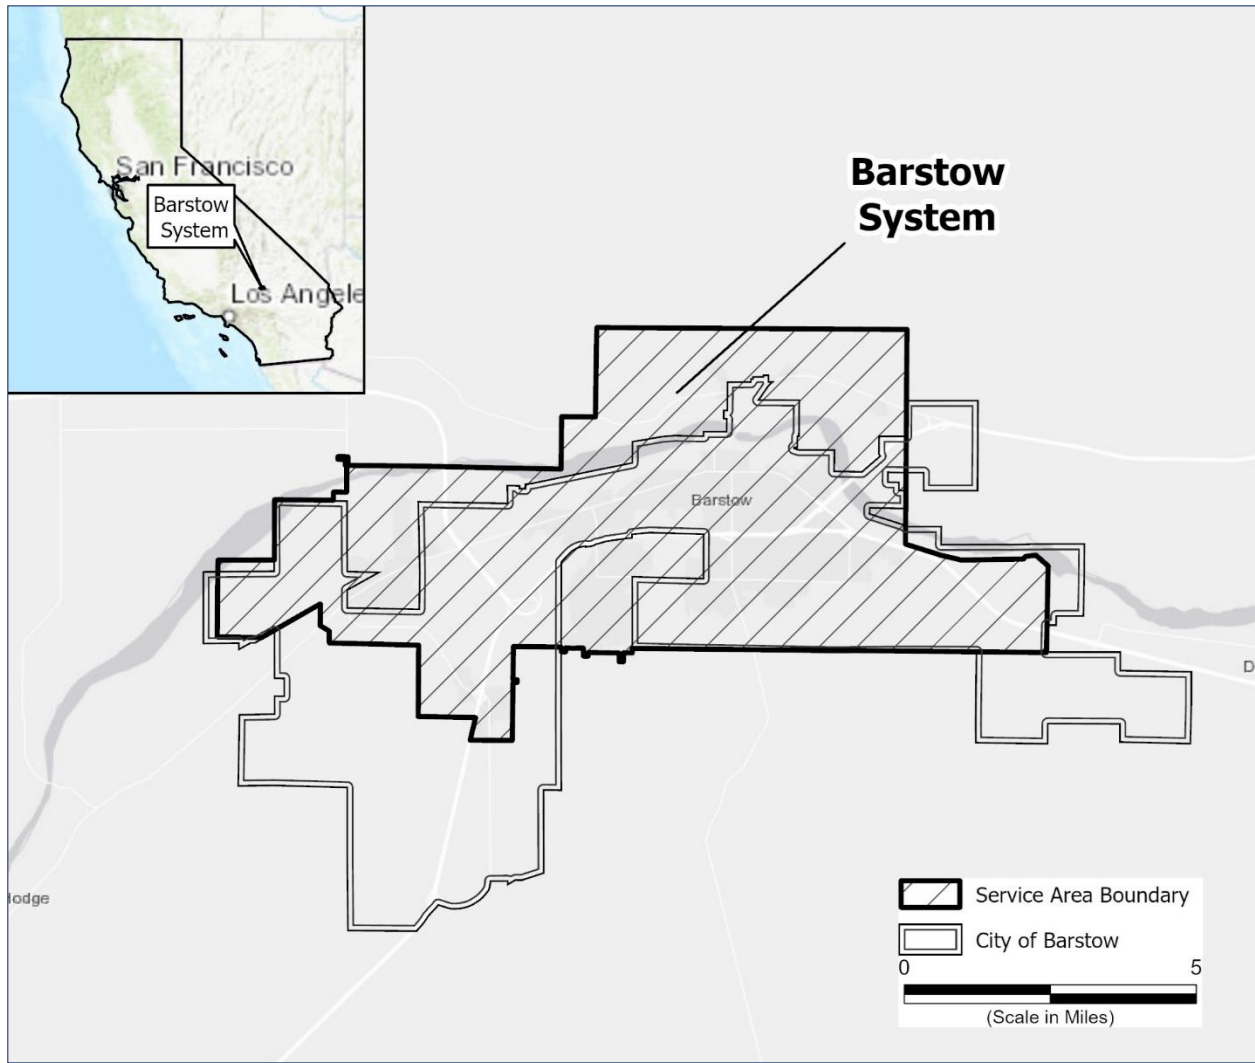 San Francisco
Barstow
System
Los Angele
Barstow
System
Barstow
D
Hodge
Service Area Boundary
City of Barstow
0 5
(Scale in Miles)